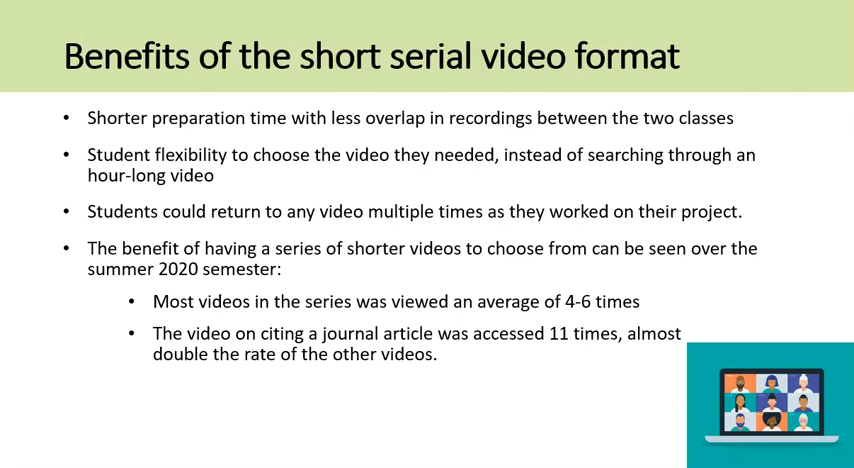 Benefits of the short serial video format
• Shorter preparation time with less overlap in recordings between the two classes
• Student flexibility to choose the video they needed, instead of searching through an
hour-long video
• Students could return to any video multiple times as they worked on their project.
• The benefit of having a series of shorter videos to choose from can be seen over the
summer 2020 semester:
• Most videos in the series was viewed an average of 4-6 times
• The video on citing a journal article was accessed 11 times, almost
double the rate of the other videos.